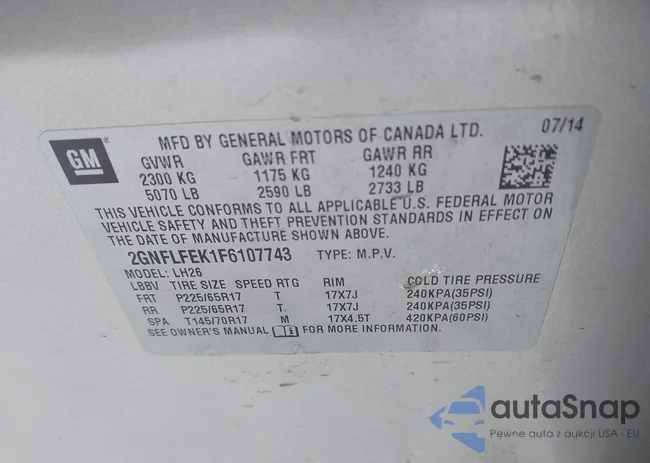 GM
MFD BY GENERAL MOTORS OF CANADA LTD. 07/14
GVWR GAWR FRT GAWR RR
2300 KG 1175 KG 1240 KG
5070 LB 2590 LB 2733 LB
THIS VEHICLE CONFORMS TO ALL APPLICABLE U.S. FEDERAL MOTOR
VEHICLE SAFETY AND THEFT PREVENTION STANDARDS IN EFFECT ON
THE DATE OF MANUFACTURE SHOWN ABOVE.
2GNFLFEK1F6107743 TYPE: M.P.V.
MODEL: LH26
LBBV TIRE SIZE SPEED RTG RIM COLD TIRE PRESSURE
FRT P225/65R17 T 17X7J 240KPA(35PSI)
RR P225/65R17 T 17X7J 240KPA(35PSI)
SPA T145/70R17 M 17X4.5T 420KPA(60PSI)
SEE OWNER'S MANUAL FOR MORE INFORMATION.
autaSnap
Pewne auta z aukcji USA i EU